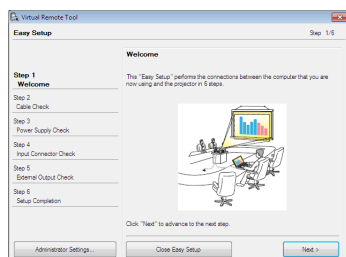 Virtual Remote Tool
Easy Setup
Step 1/6
Step 1
Welcome
Step 2
Cable Check
Step 3
Power Supply Check
Step 4
Input Connector Check
Step 5
External Output Check
Step 6
Setup Completion
Welcome
This "Easy Setup" performs the connections between the computer that you are
now using and the projector in 6 steps.
Click "Next" to advance to the next step.
Administrator Settings...
Close Easy Setup
Next >